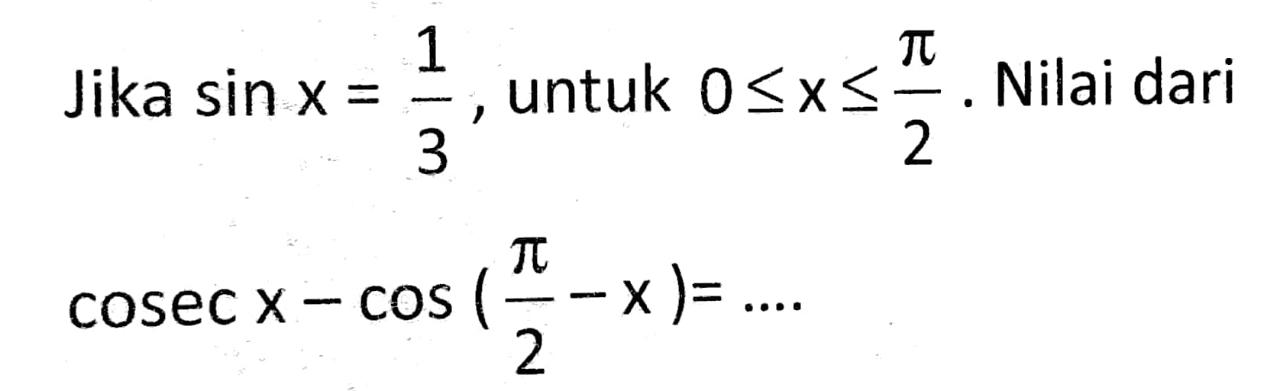 Jika sin x = 1/3, untuk 0 ≤ x ≤ π/2. Nilai dari
cosec x – cos (π/2 – x) = ....